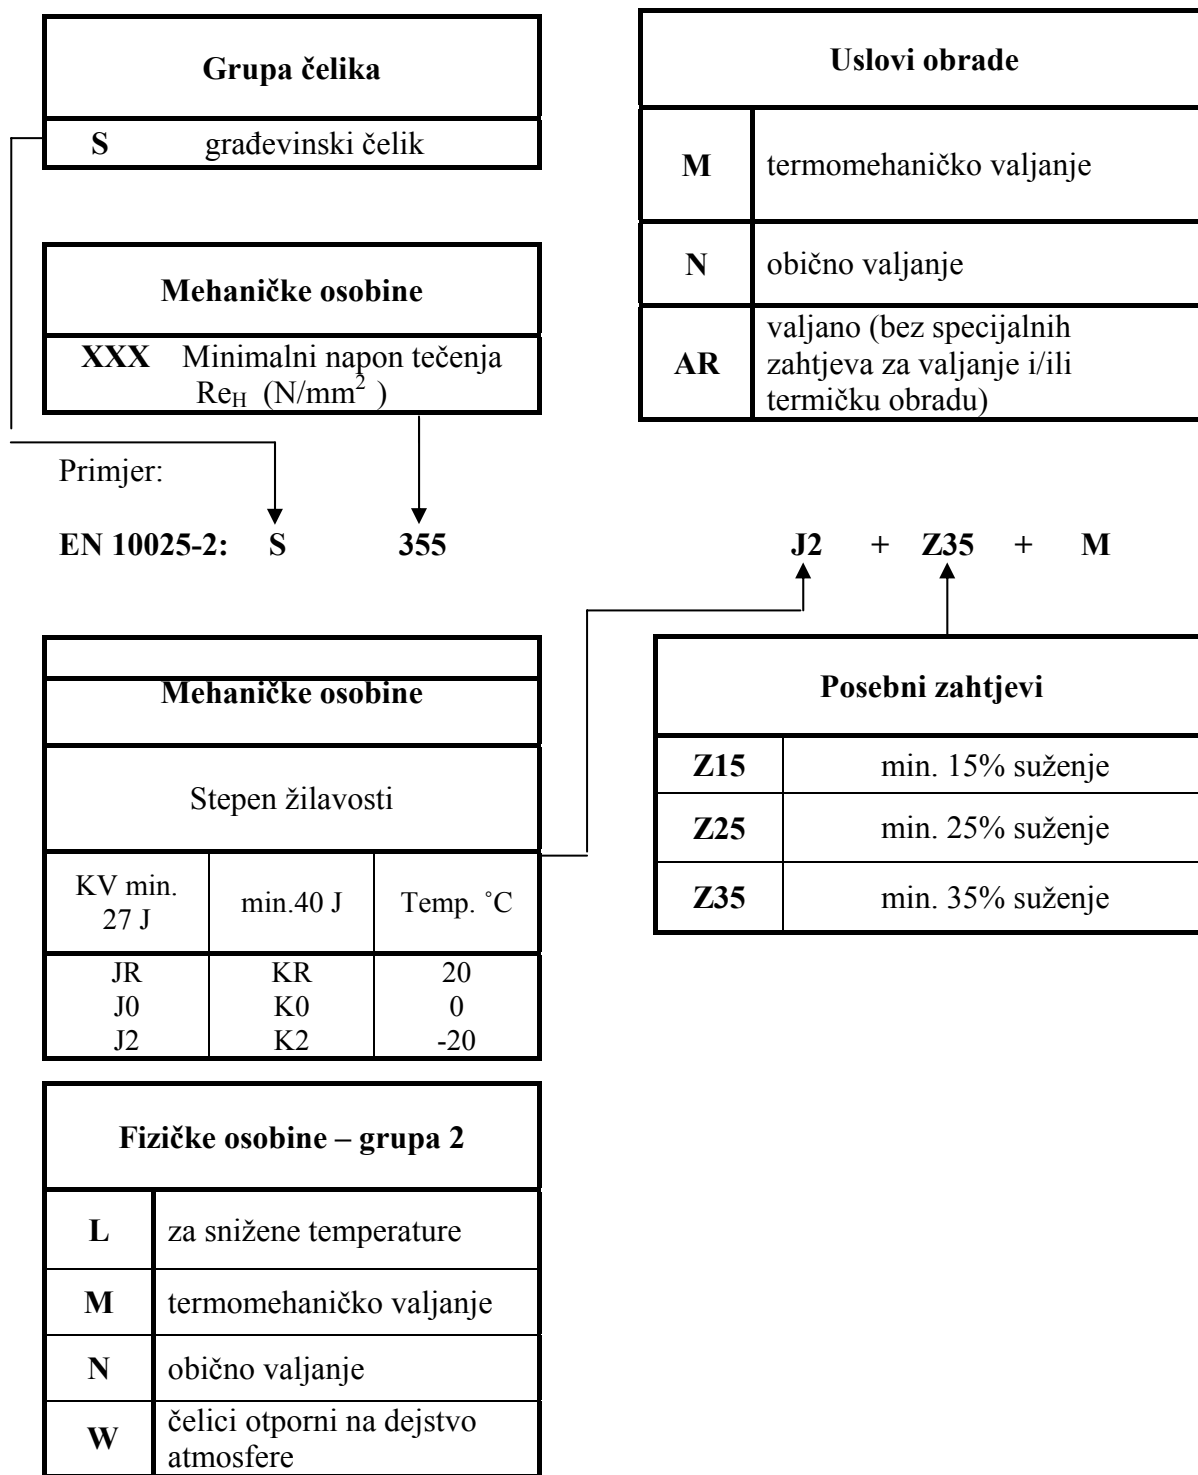 Grupa čelika
S građevinski čelik
Mehaničke osobine
XXX Minimalni napon tečenja
ReH (N/mm2 )
Uslovi obrade
M termomehaničko valjanje
N obično valjanje
AR valjano (bez specijalnih
zahtjeva za valjanje i/ili
termičku obradu)
Primjer:
EN 10025-2: S 355 J2 + Z35 + M
Mehaničke osobine
Stepen žilavosti
KV min.
27 J
min.40 J
Temp. ˚C
JR KR 20
J0 K0 0
J2 K2 -20
Posebni zahtjevi
Z15 min. 15% suženje
Z25 min. 25% suženje
Z35 min. 35% suženje
Fizičke osobine – grupa 2
L za snižene temperature
M termomehaničko valjanje
N obično valjanje
W čelici otporni na dejstvo
atmosfere